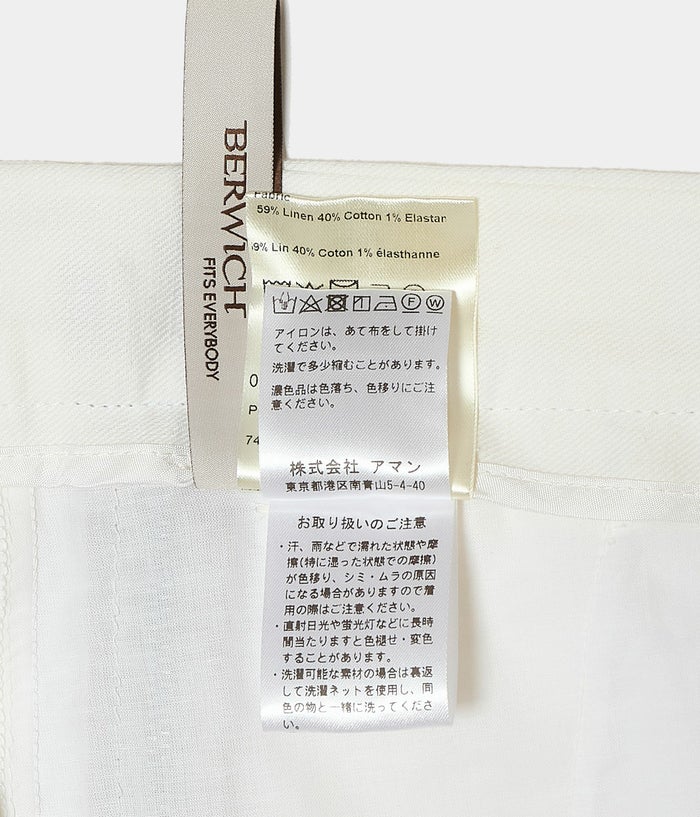 BERWICH
FITS EVERYBODY
Fabric
59% Linen 40% Cotton 1% Elastan
59% Lin 40% Coton 1% élasthanne
F W
アイロンは、あて布をして掛け
てください。
洗濯で多少縮むことがあります。
濃色品は色落ち、色移りにご注
意ください。
0
P
74
株式会社 アマン
東京都港区南青山5-4-40
お取り扱いのご注意
・汗、雨などで濡れた状態や摩
擦(特に湿った状態での摩擦)
が色移り、シミ・ムラの原因
になる場合がありますので着
用の際はご注意ください。
・直射日光や蛍光灯などに長時
間当たりますと色褪せ・変色
することがあります。
・洗濯可能な素材の場合は裏返
して洗濯ネットを使用し、同
色の物と一緒に洗ってくださ
い。